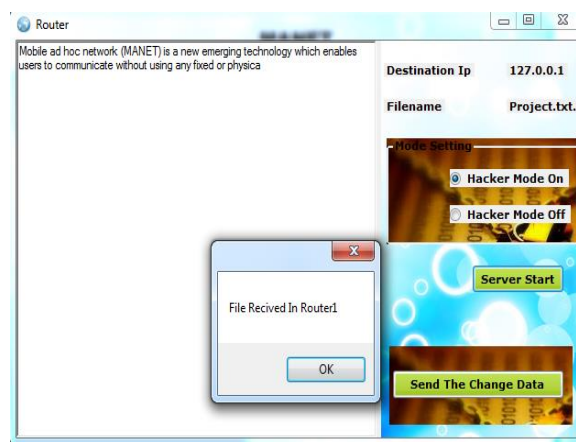 Router
MANET
Mobile ad hoc network (MANET) is a new emerging technology which enables
users to communicate without using any fixed or physica
Destination Ip 127.0.0.1
Filename Project.txt.
Mode Setting
Hacker Mode On
Hacker Mode Off
File Recived In Router1
OK
Server Start
Send The Change Data